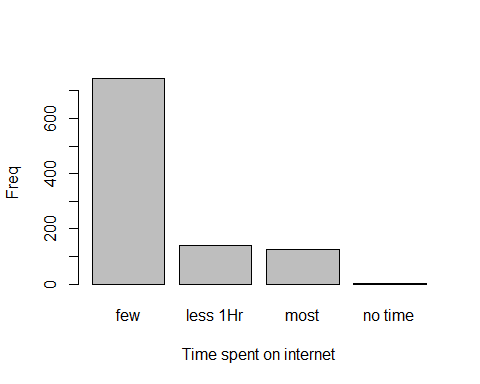 Freq
600
400
200
0
few less 1Hr most no time
Time spent on internet